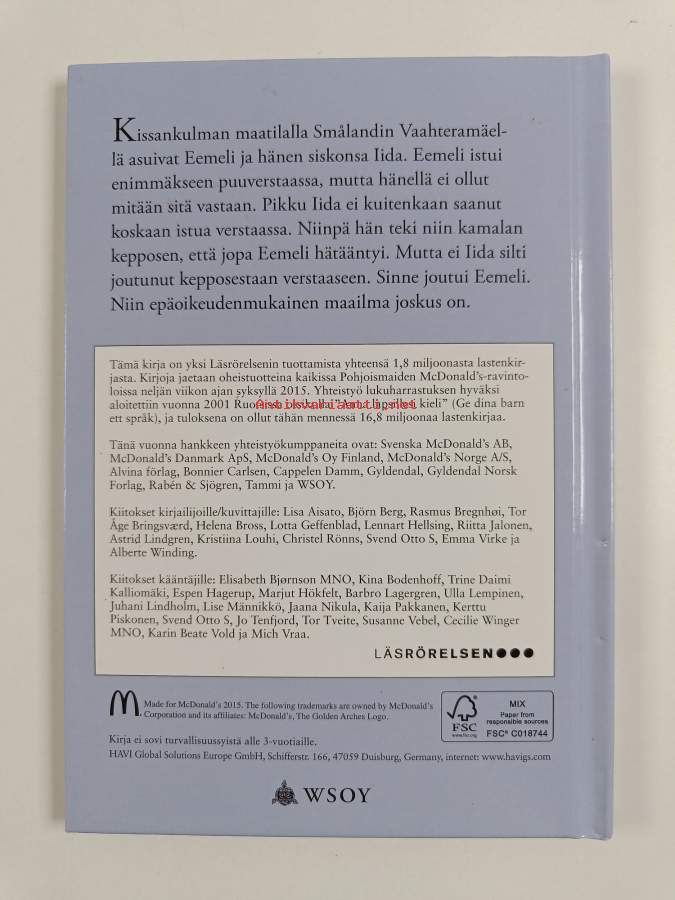 Kissankulman maatilalla Smålandin Vaahteramäel-
lä asuivat Eemeli ja hänen siskonsa Iida. Eemeli istui
enimmäkseen puuverstaassa, mutta hänellä ei ollut
mitään sitä vastaan. Pikku Iida ei kuitenkaan saanut
koskaan istua verstaassa. Niinpä hän teki niin kamalan
kepposen, että jopa Eemeli hätääntyi. Mutta ei Iida silti
joutunut kepposestaan verstaaseen. Sinne joutui Eemeli.
Niin epäoikeudenmukainen maailma joskus on.
Tämä kirja on yksi Läsrörelsenin tuottamista yhteensä 1,8 miljoonasta lastenkir-
jasta. Kirjoja jaetaan oheistuotteina kaikissa Pohjoismaiden McDonald's-ravinto-
loissa neljän viikon ajan syksyllä 2015. Yhteistyö lukuharrastuksen hyväksi
aloitettiin vuonna 2001 "Anna lapsillesi kieli" (Ge dina barn
ett språk), ja tuloksena on ollut tähän mennessä 16,8 miljoonaa lastenkirjaa.
Tänä vuonna hankkeen yhteistyökumppaneita ovat: Svenska McDonald's AB,
McDonald's Danmark ApS, McDonald's Oy Finland, McDonald's Norge A/S,
Alvina förlag, Bonnier Carlsen, Cappelen Damm, Gyldendal, Gyldendal Norsk
Forlag, Rabén & Sjögren, Tammi ja WSOY.
Kiitokset kirjailijoille/kuvittajille: Lisa Aisato, Björn Berg, Rasmus Bregnhøi, Tor
Åge Bringsværd, Helena Bross, Lotta Geffenblad, Lennart Hellsing, Riitta Jalonen,
Astrid Lindgren, Kristiina Louhi, Christel Rönns, Svend Otto S, Emma Virke ja
Alberte Winding.
Kiitokset kääntäjille: Elisabeth Bjørnson MNO, Kina Bodenhoff, Trine Daimi
Kalliomäki, Espen Hagerup, Marjut Hökfelt, Barbro Lagergren, Ulla Lempinen,
Juhani Lindholm, Lise Männikkö, Jaana Nikula, Kaija Pakkanen, Kerttu
Piskonen, Svend Otto S, Jo Tenfjord, Tor Tveite, Susanne Vebel, Cecilie Winger
MNO, Karin Beate Vold ja Mich Vraa.
LÄSRÖRELSEN
Made for McDonald's 2015. The following trademarks are owned by McDonald's
Corporation and its affiliates: McDonald's, The Golden Arches Logo.
FSC
www.fsc.org
MIX
Paper from
responsible sources
FSC® C018744
Kirja ei sovi turvallisuussyistä alle 3-vuotiaille.
HAVI Global Solutions Europe GmbH, Schifferstr. 166, 47059 Duisburg, Germany, internet: www.havigs.com
WSOY